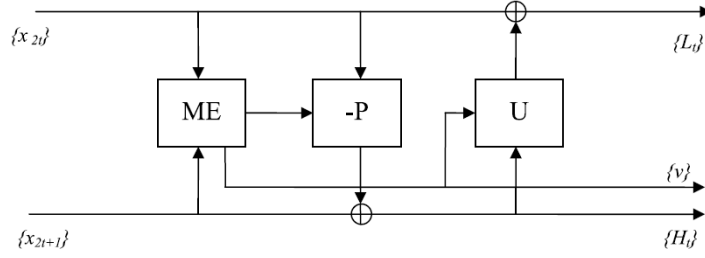 {x2t}
{Lt}
ME
-P
U
{v}
{x2t+1}
{Ht}